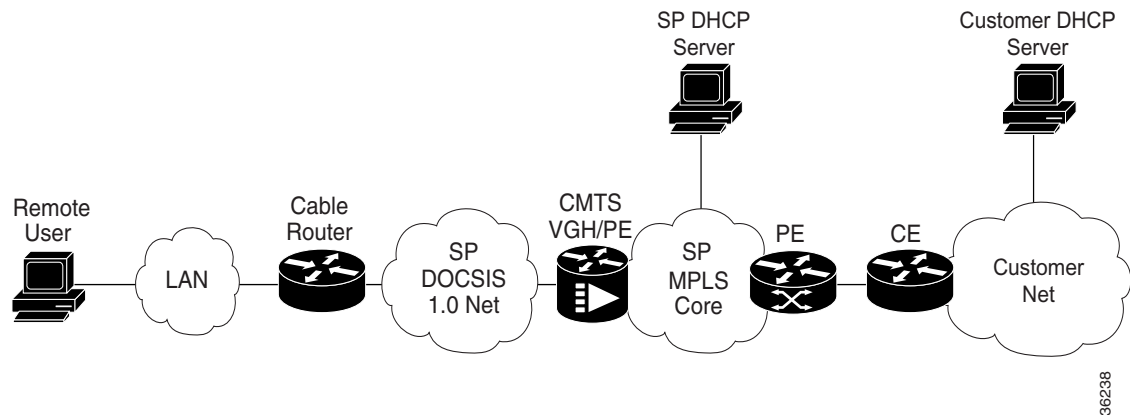 SP DHCP
Server
Customer DHCP
Server
Remote
User
LAN
Cable
Router
SP
DOCSIS
1.0 Net
CMTS
VGH/PE
SP
MPLS
Core
PE
CE
Customer
Net
36238